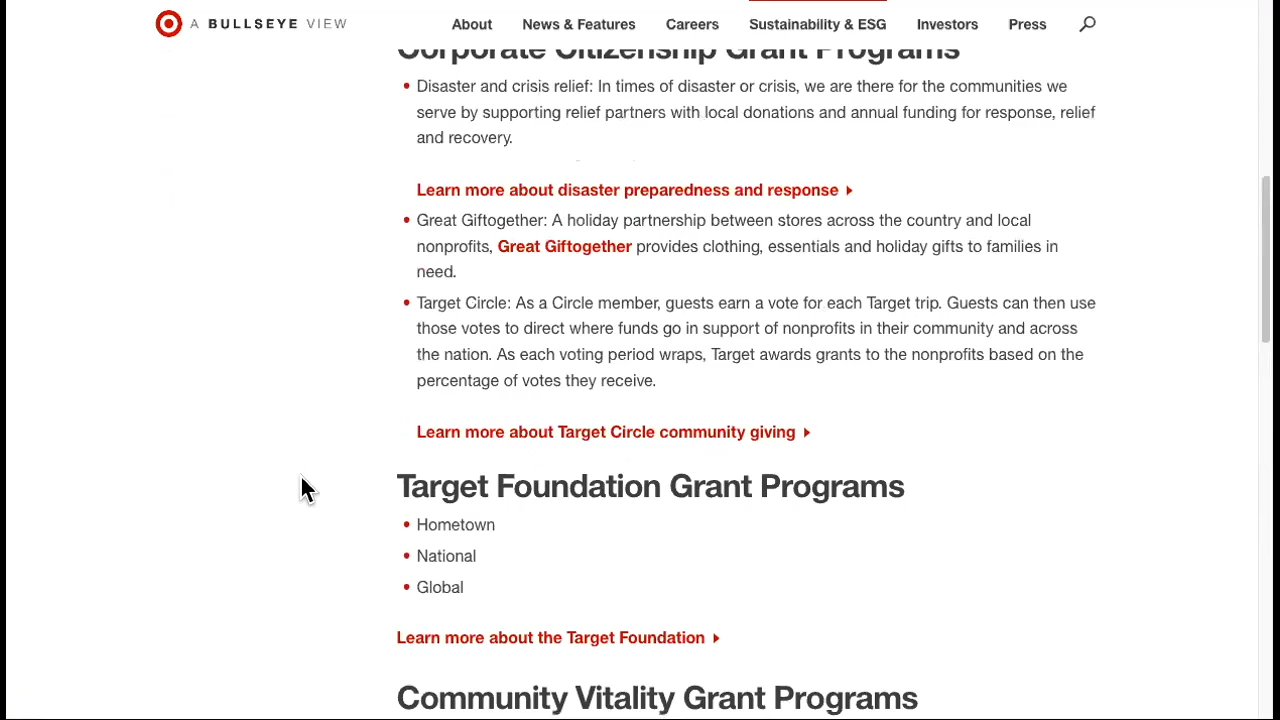 A BULLSEYE VIEW
About News & Features Careers Sustainability & ESG Investors Press
Corporate Citizenship Grant Programs
• Disaster and crisis relief: In times of disaster or crisis, we are there for the communities we
serve by supporting relief partners with local donations and annual funding for response, relief
and recovery.
Learn more about disaster preparedness and response
• Great Giftogether: A holiday partnership between stores across the country and local
nonprofits, Great Giftogether provides clothing, essentials and holiday gifts to families in
need.
• Target Circle: As a Circle member, guests earn a vote for each Target trip. Guests can then use
those votes to direct where funds go in support of nonprofits in their community and across
the nation. As each voting period wraps, Target awards grants to the nonprofits based on the
percentage of votes they receive.
Learn more about Target Circle community giving
Target Foundation Grant Programs
• Hometown
• National
• Global
Learn more about the Target Foundation
Community Vitality Grant Programs